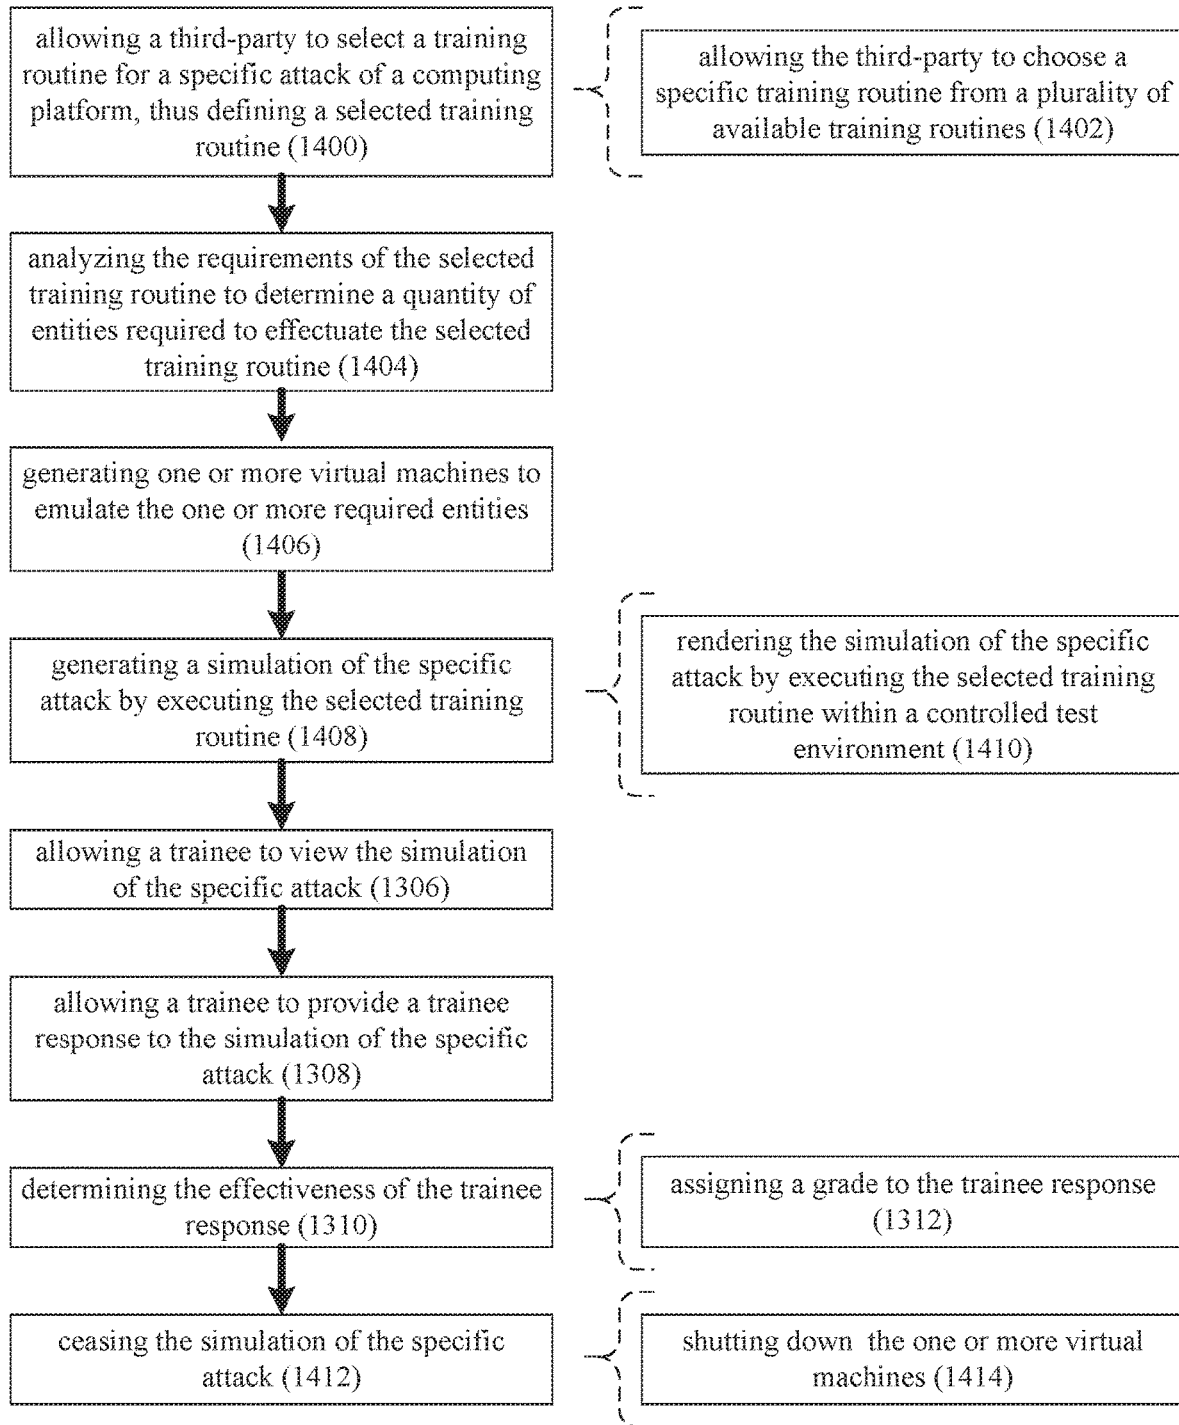 allowing a third-party to select a training
routine for a specific attack of a computing
platform, thus defining a selected training
routine (1400)
allowing the third-party to choose a
specific training routine from a plurality of
available training routines (1402)
analyzing the requirements of the selected
training routine to determine a quantity of
entities required to effectuate the selected
training routine (1404)
generating one or more virtual machines to
emulate the one or more required entities
(1406)
generating a simulation of the specific
attack by executing the selected training
routine (1408)
rendering the simulation of the specific
attack by executing the selected training
routine within a controlled test
environment (1410)
allowing a trainee to view the simulation
of the specific attack (1306)
allowing a trainee to provide a trainee
response to the simulation of the specific
attack (1308)
determining the effectiveness of the trainee
response (1310)
assigning a grade to the trainee response
(1312)
ceasing the simulation of the specific
attack (1412)
shutting down the one or more virtual
machines (1414)